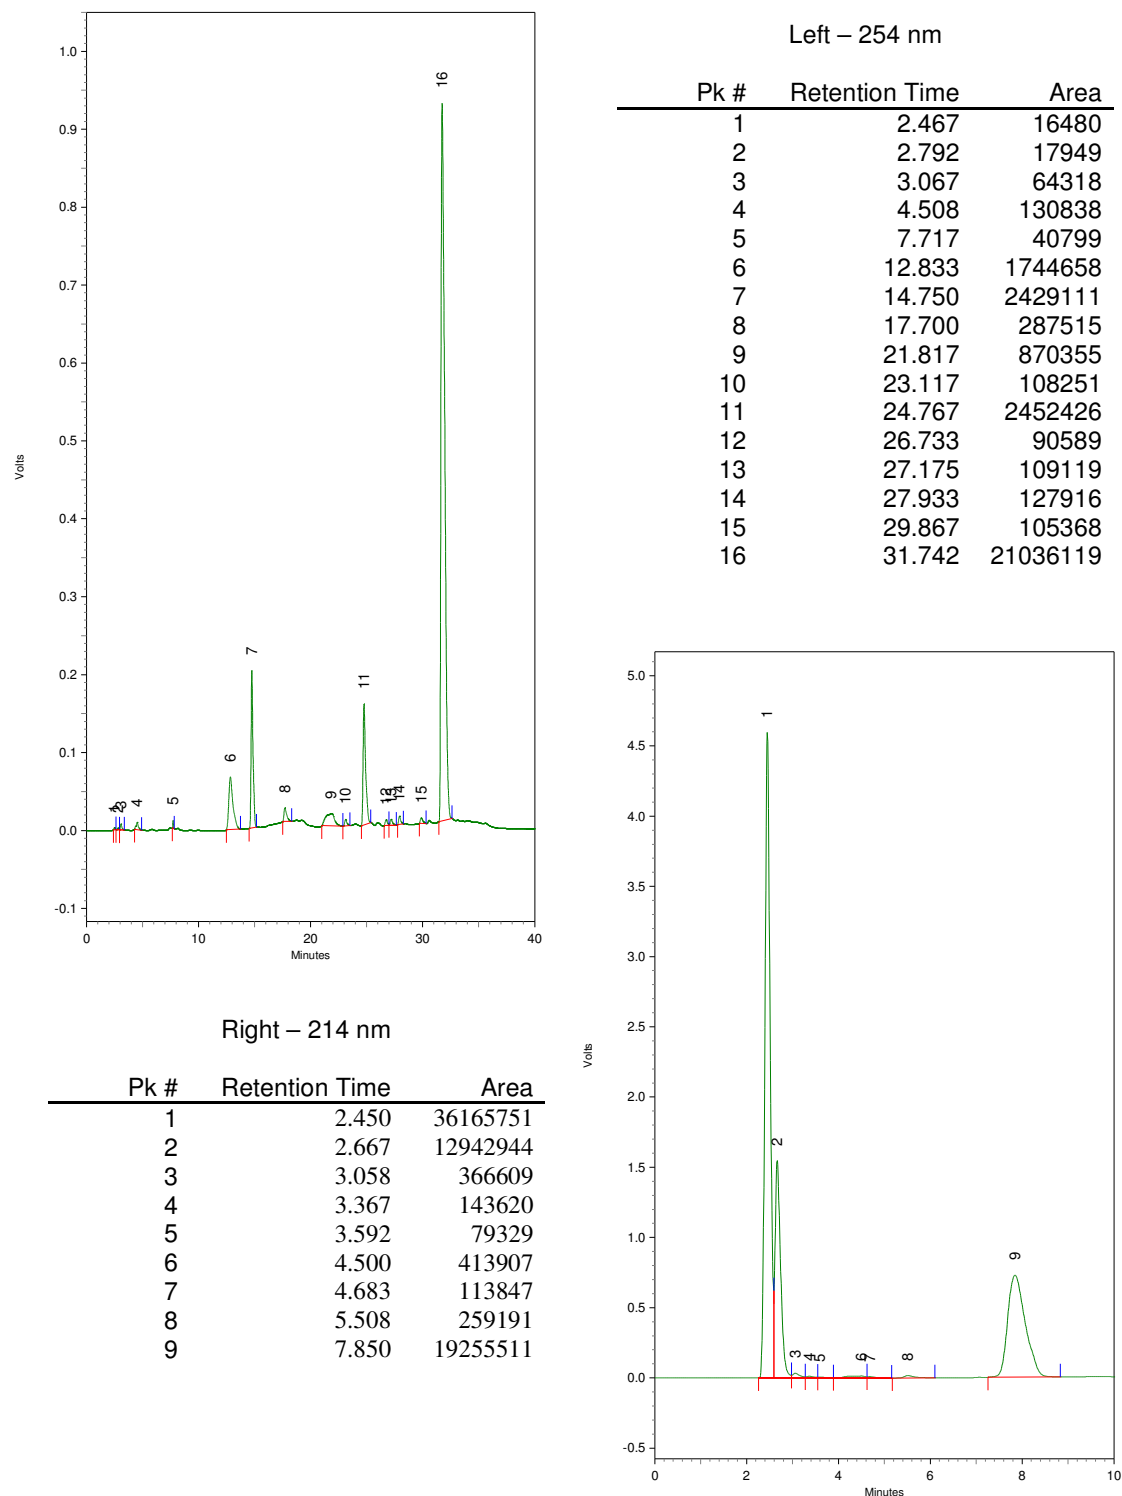 Left – 254 nm
Pk # Retention Time Area
1 2.467 16480
2 2.792 17949
3 3.067 64318
4 4.508 130838
5 7.717 40799
6 12.833 1744658
7 14.750 2429111
8 17.700 287515
9 21.817 870355
10 23.117 108251
11 24.767 2452426
12 26.733 90589
13 27.175 109119
14 27.933 127916
15 29.867 105368
16 31.742 21036119
1.0
0.9
0.8
0.7
0.6
0.5
0.4
0.3
0.2
0.1
0.0
-0.1
Volts
1
2
3
4
5
6
7
8
9
10
11
12
13
14
15
16
0 10 20 30 40
Minutes
Right – 214 nm
Pk # Retention Time Area
1 2.450 36165751
2 2.667 12942944
3 3.058 366609
4 3.367 143620
5 3.592 79329
6 4.500 413907
7 4.683 113847
8 5.508 259191
9 7.850 19255511
5.0
4.5
4.0
3.5
3.0
2.5
2.0
1.5
1.0
0.5
0.0
-0.5
Volts
1
2
3
4
5
6
7
8
9
0 2 4 6 8 10
Minutes